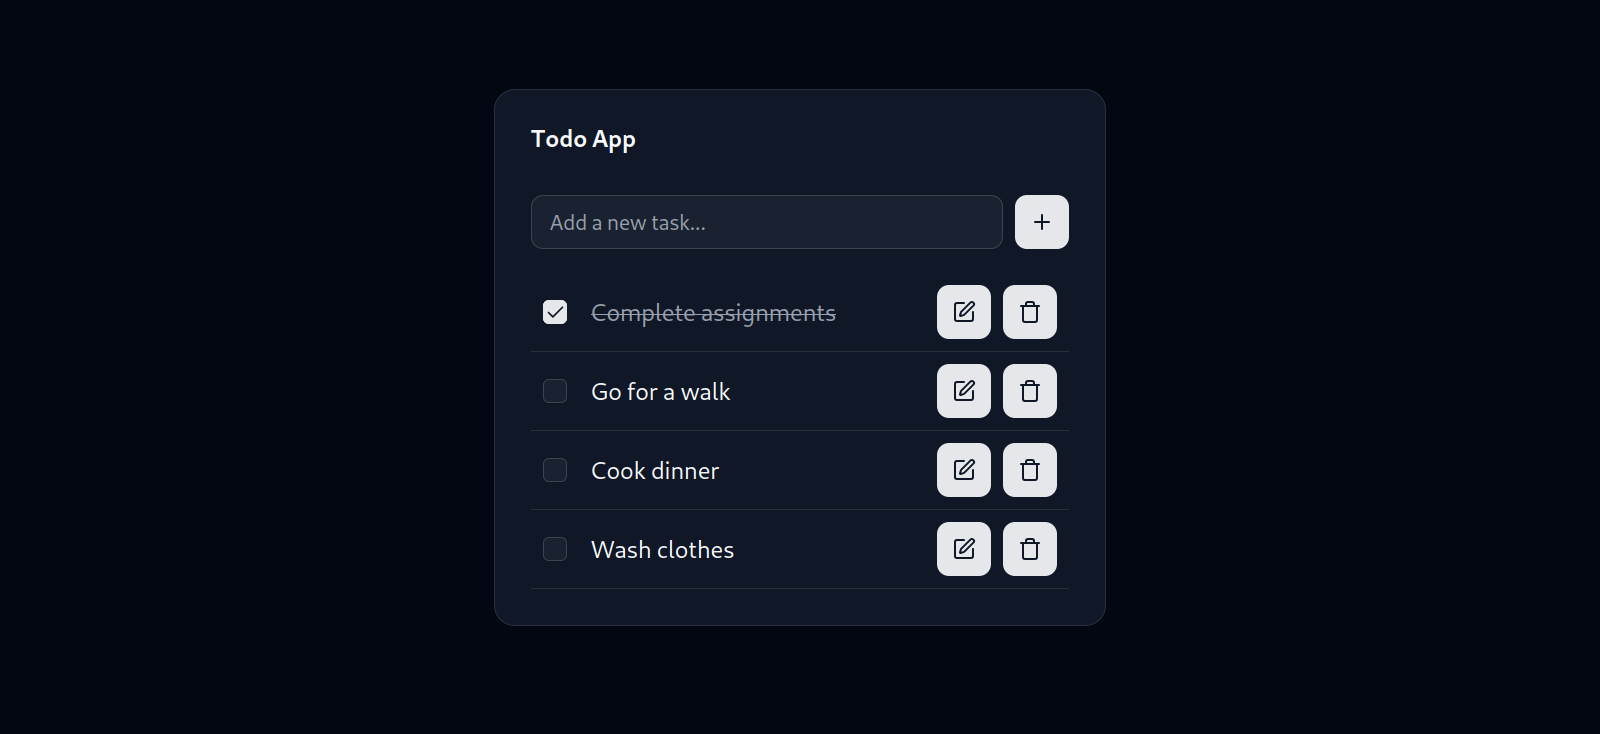 Todo App
Add a new task...
Complete assignments
Go for a walk
Cook dinner
Wash clothes